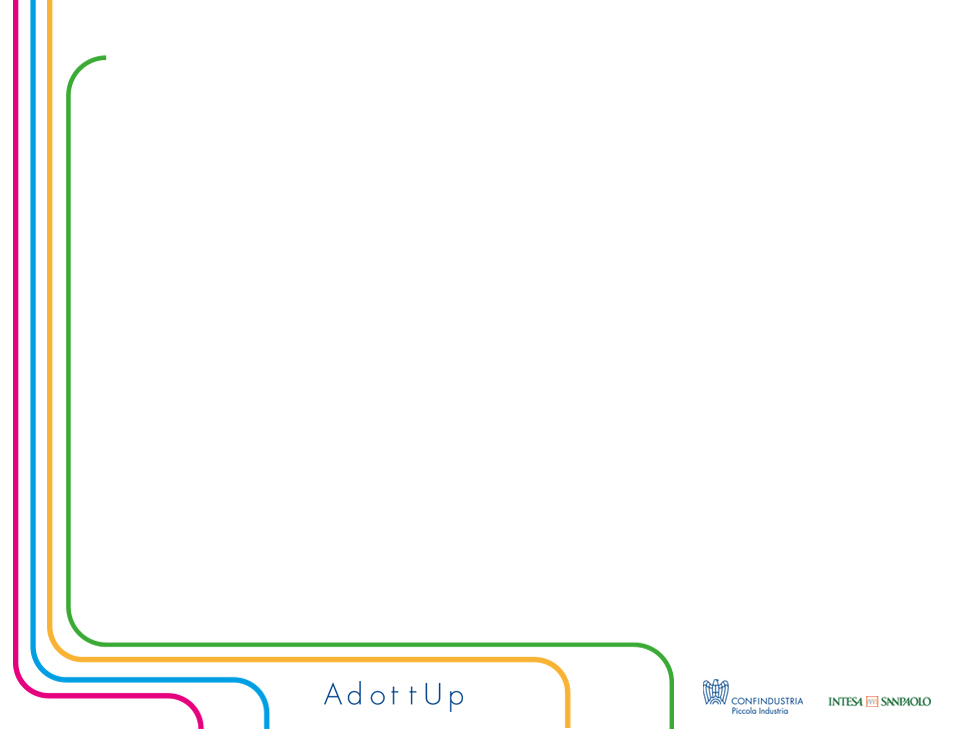 AdottUp
CONFINDUSTRIA
Piccola Industria
INTESA SANPAOLO